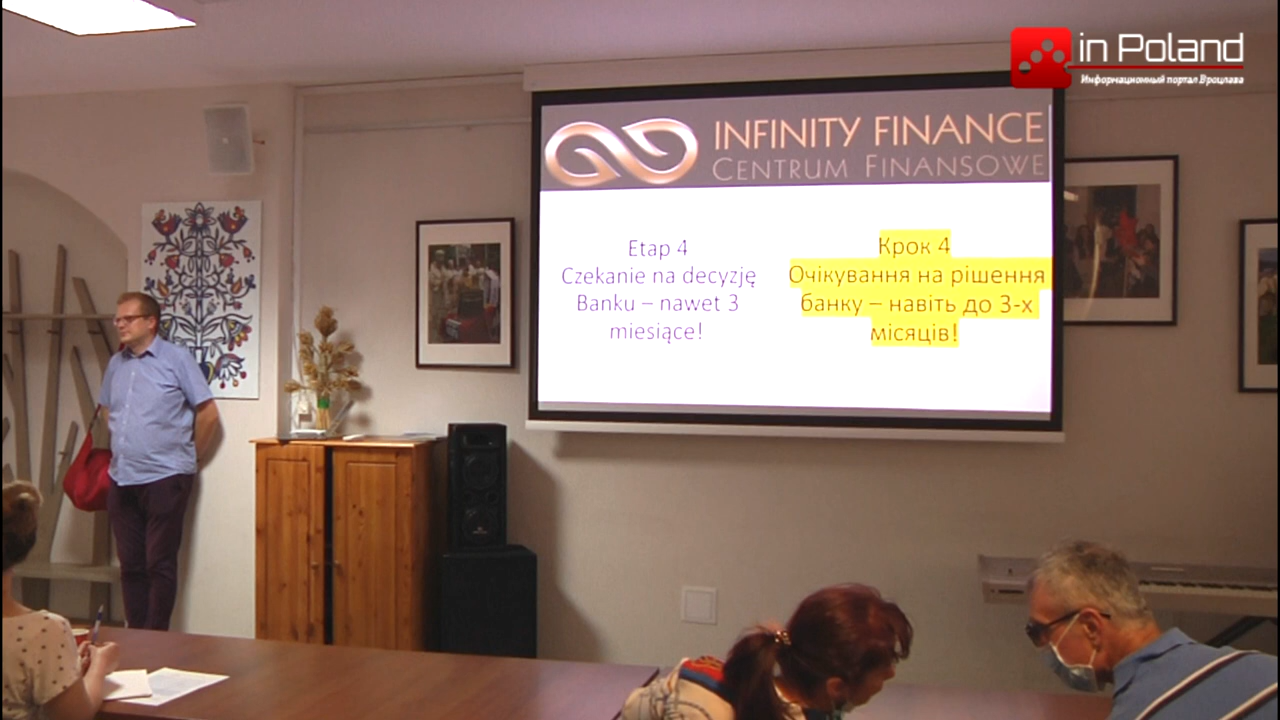 in Poland
Информационный портал Вроцлава
INFINITY FINANCE
CENTRUM FINANSOWE
Etap 4
Czekanie na decyzję
Banku – nawet 3
miesiące!
Крок 4
Очікування на рішення
банку – навіть до 3-х
місяців!